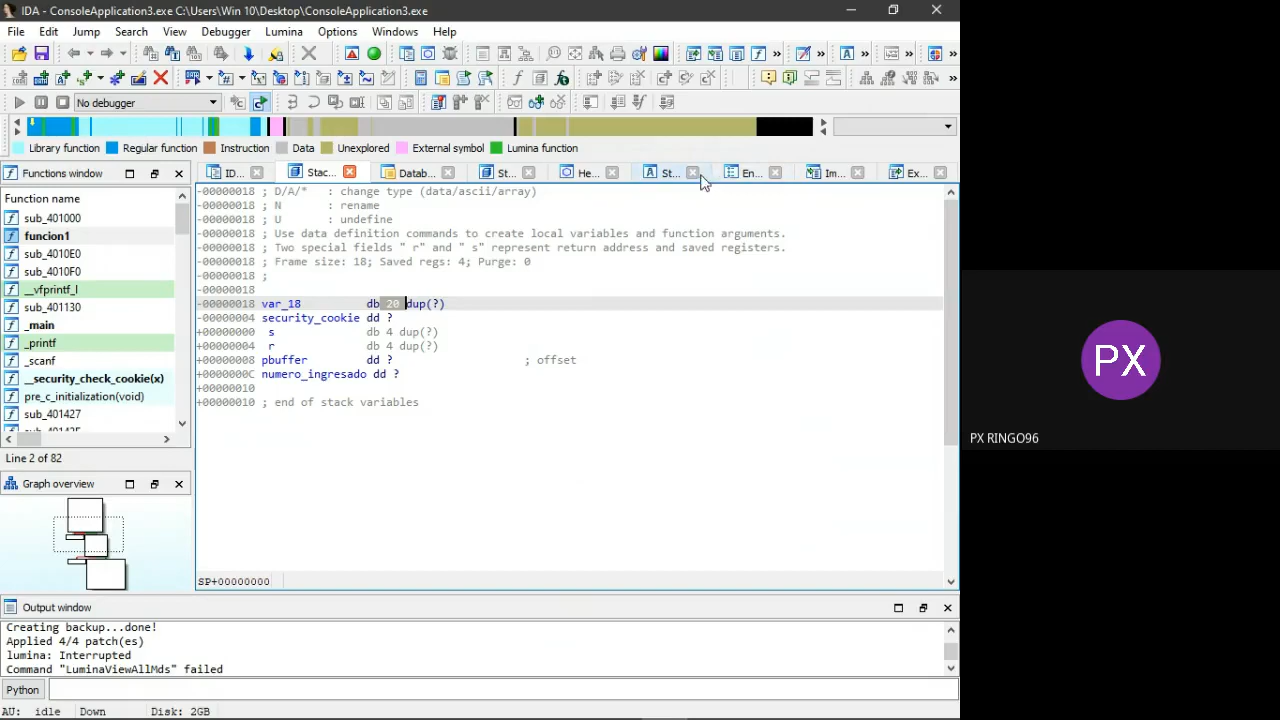 IDA - ConsoleApplication3.exe C:\Users\Win 10\Desktop\ConsoleApplication3.exe
File Edit Jump Search View Debugger Lumina Options Windows Help
No debugger
Library function Regular function Instruction Data Unexplored External symbol Lumina function
Functions window
ID... Stac... Datab... St... He... St... En... Im... Ex...
Function name
sub_401000
funcion1
sub_4010E0
sub_4010F0
__vfprintf_l
sub_401130
_main
_printf
_scanf
__security_check_cookie(x)
pre_c_initialization(void)
sub_401427
Line 2 of 82
Graph overview
-00000018 ; D/A/* : change type (data/ascii/array)
-00000018 ; N : rename
-00000018 ; U : undefine
-00000018 ; Use data definition commands to create local variables and function arguments.
-00000018 ; Two special fields " r" and " s" represent return address and saved registers.
-00000018 ; Frame size: 18; Saved regs: 4; Purge: 0
-00000018 ;
-00000018
-00000018 var_18 db 20 dup(?)
-00000004 security_cookie dd ?
+00000000 s db 4 dup(?)
+00000004 r db 4 dup(?)
+00000008 pbuffer dd ? ; offset
+0000000C numero_ingresado dd ?
+00000010
+00000010 ; end of stack variables
SP+00000000
Output window
Creating backup...done!
Applied 4/4 patch(es)
lumina: Interrupted
Command "LuminaViewAllMds" failed
Python
AU: idle Down Disk: 2GB
PX
PX RINGO96